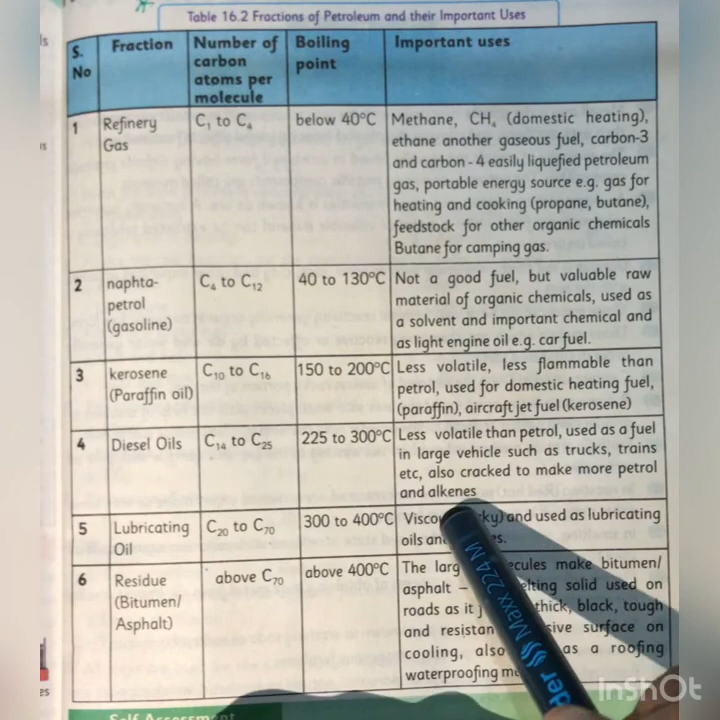 Table 16.2 Fractions of Petroleum and their Important Uses
S. No
Fraction
Number of carbon atoms per molecule
Boiling point
Important uses
1
Refinery Gas
C₁ to C₄
below 40°C
Methane, CH₄ (domestic heating),
ethane another gaseous fuel, carbon-3
and carbon - 4 easily liquefied petroleum
gas, portable energy source e.g. gas for
heating and cooking (propane, butane),
feedstock for other organic chemicals
Butane for camping gas.
2
naphta-
petrol
(gasoline)
C₄ to C₁₂
40 to 130°C
Not a good fuel, but valuable raw
material of organic chemicals, used as
a solvent and important chemical and
as light engine oil e.g. car fuel.
3
kerosene
(Paraffin oil)
C₁₀ to C₁₆
150 to 200°C
Less volatile, less flammable than
petrol, used for domestic heating fuel,
(paraffin), aircraft jet fuel (kerosene)
4
Diesel Oils
C₁₄ to C₂₅
225 to 300°C
Less volatile than petrol, used as a fuel
in large vehicle such as trucks, trains
etc, also cracked to make more petrol
and alkenes
5
Lubricating
Oil
C₂₀ to C₇₀
300 to 400°C
and used as lubricating
oils
6
Residue
(Bitumen/
Asphalt)
above C₇₀
above 400°C
The make bitumen/
asphalt – solid used on
roads as it thick, black, tough
and surface on
cooling, also as a roofing
waterproofing
Maxx 224 M
InShOt